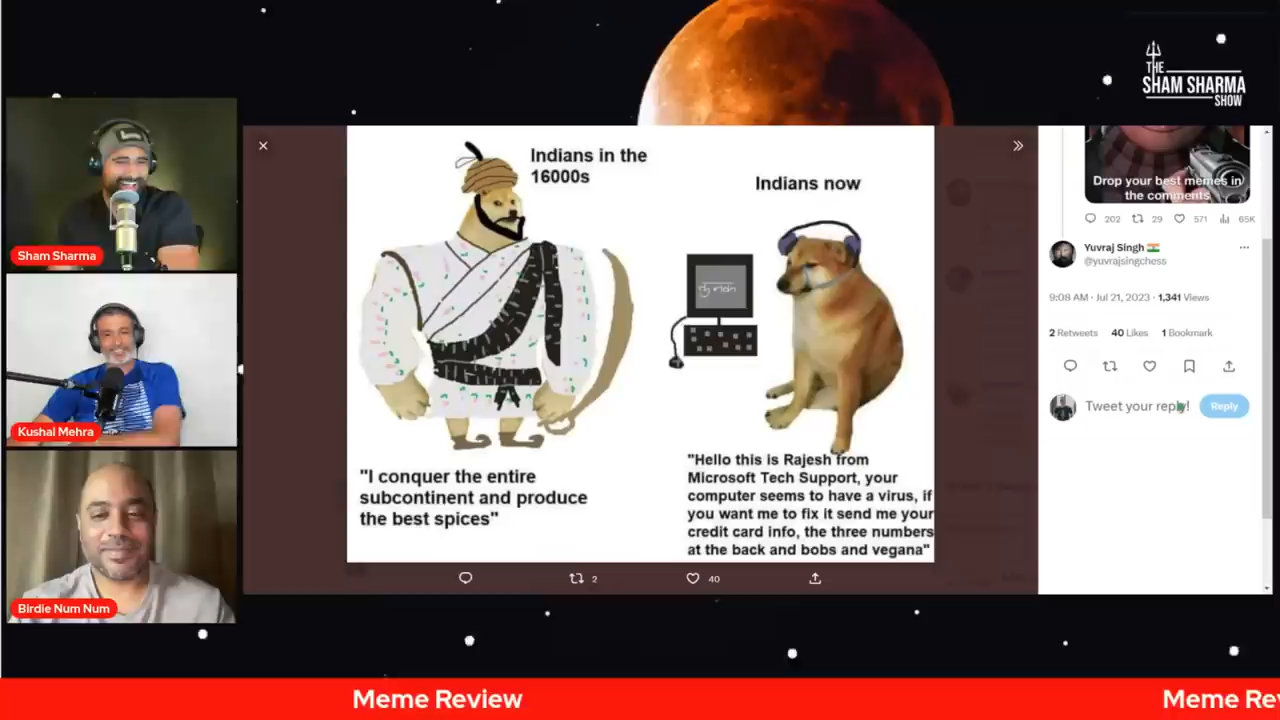 THE
SHAM SHARMA
SHOW
Sham Sharma
Kushal Mehra
Birdie Num Num
Indians in the
16000s
Indians now
"I conquer the entire
subcontinent and produce
the best spices"
"Hello this is Rajesh from
Microsoft Tech Support, your
computer seems to have a virus, if
you want me to fix it send me your
credit card info, the three numbers
at the back and bobs and vegana"
2
40
Drop your best memes in
the comments
202 29 571 65K
Yuvraj Singh
@yuvrajsingchess
9:08 AM · Jul 21, 2023 · 1,341 Views
2 Retweets 40 Likes 1 Bookmark
Tweet your reply!
Reply
Meme Review
Meme Re